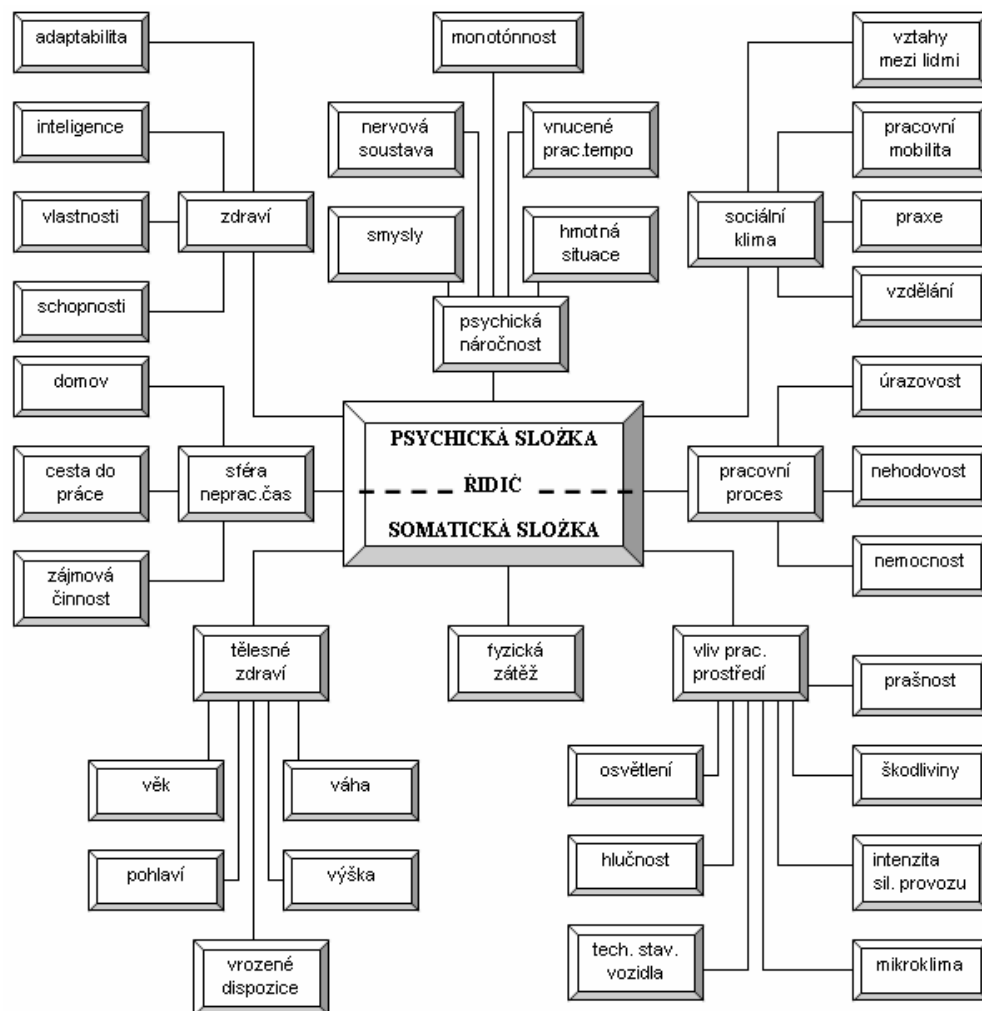 adaptabilita
monotónnost
vztahy
mezi lidmi
inteligence
nervová
soustava
vnucené
prac.tempo
pracovní
mobilita
vlastnosti
zdraví
smysly
hmotná
situace
sociální
klima
praxe
schopnosti
psychická
náročnost
vzdělání
domov
úrazovost
PSYCHICKÁ SLOŽKA
cesta do
práce
sféra
neprac.čas
ŘIDIČ
pracovní
proces
nehodovost
SOMATICKÁ SLOŽKA
zájmová
činnost
nemocnost
tělesné
zdraví
fyzická
zátěž
vliv prac.
prostředí
prašnost
věk
váha
osvětlení
škodliviny
pohlaví
výška
hlučnost
intenzita
sil. provozu
vrozené
dispozice
tech. stav.
vozidla
mikroklima